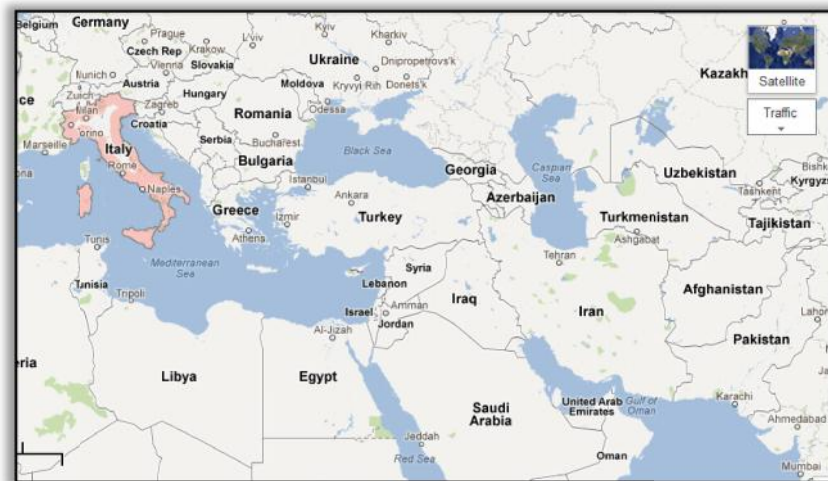 Belgium
Germany
Prague
Czech Rep
Krakow
L'viv
Kyiv
Kharkiv
Ukraine
Dnipropetrovs'k
Slovakia
Vienna
Munich
Austria
Zurich
Hungary
Moldova
Kryvyi Rih
Donets'k
Odessa
Kazakh
Satellite
Traffic
Milan
Zagreb
Croatia
Romania
Torino
Italy
Serbia
Bucharest
Marseille
Rome
Bulgaria
Black Sea
Naples
Istanbul
Georgia
Caspian
Sea
Uzbekistan
Bishk
Tashkent
Kyrgyz
Azerbaijan
Ankara
Greece
Izmir
Turkey
Turkmenistan
Tajikistan
Athens
Ashgabat
Tunis
Mediterranean
Sea
Tehran
Syria
Lebanon
Tunisia
Tripoli
Iraq
Iran
Afghanistan
Israel
Amman
Jordan
Lahor
Al-Jizah
Pakistan
eria
Libya
Egypt
Saudi
Arabia
United Arab
Emirates
Gulf of
Oman
Karachi
Ahmedabad
Jeddah
Red Sea
Oman
Mumbai